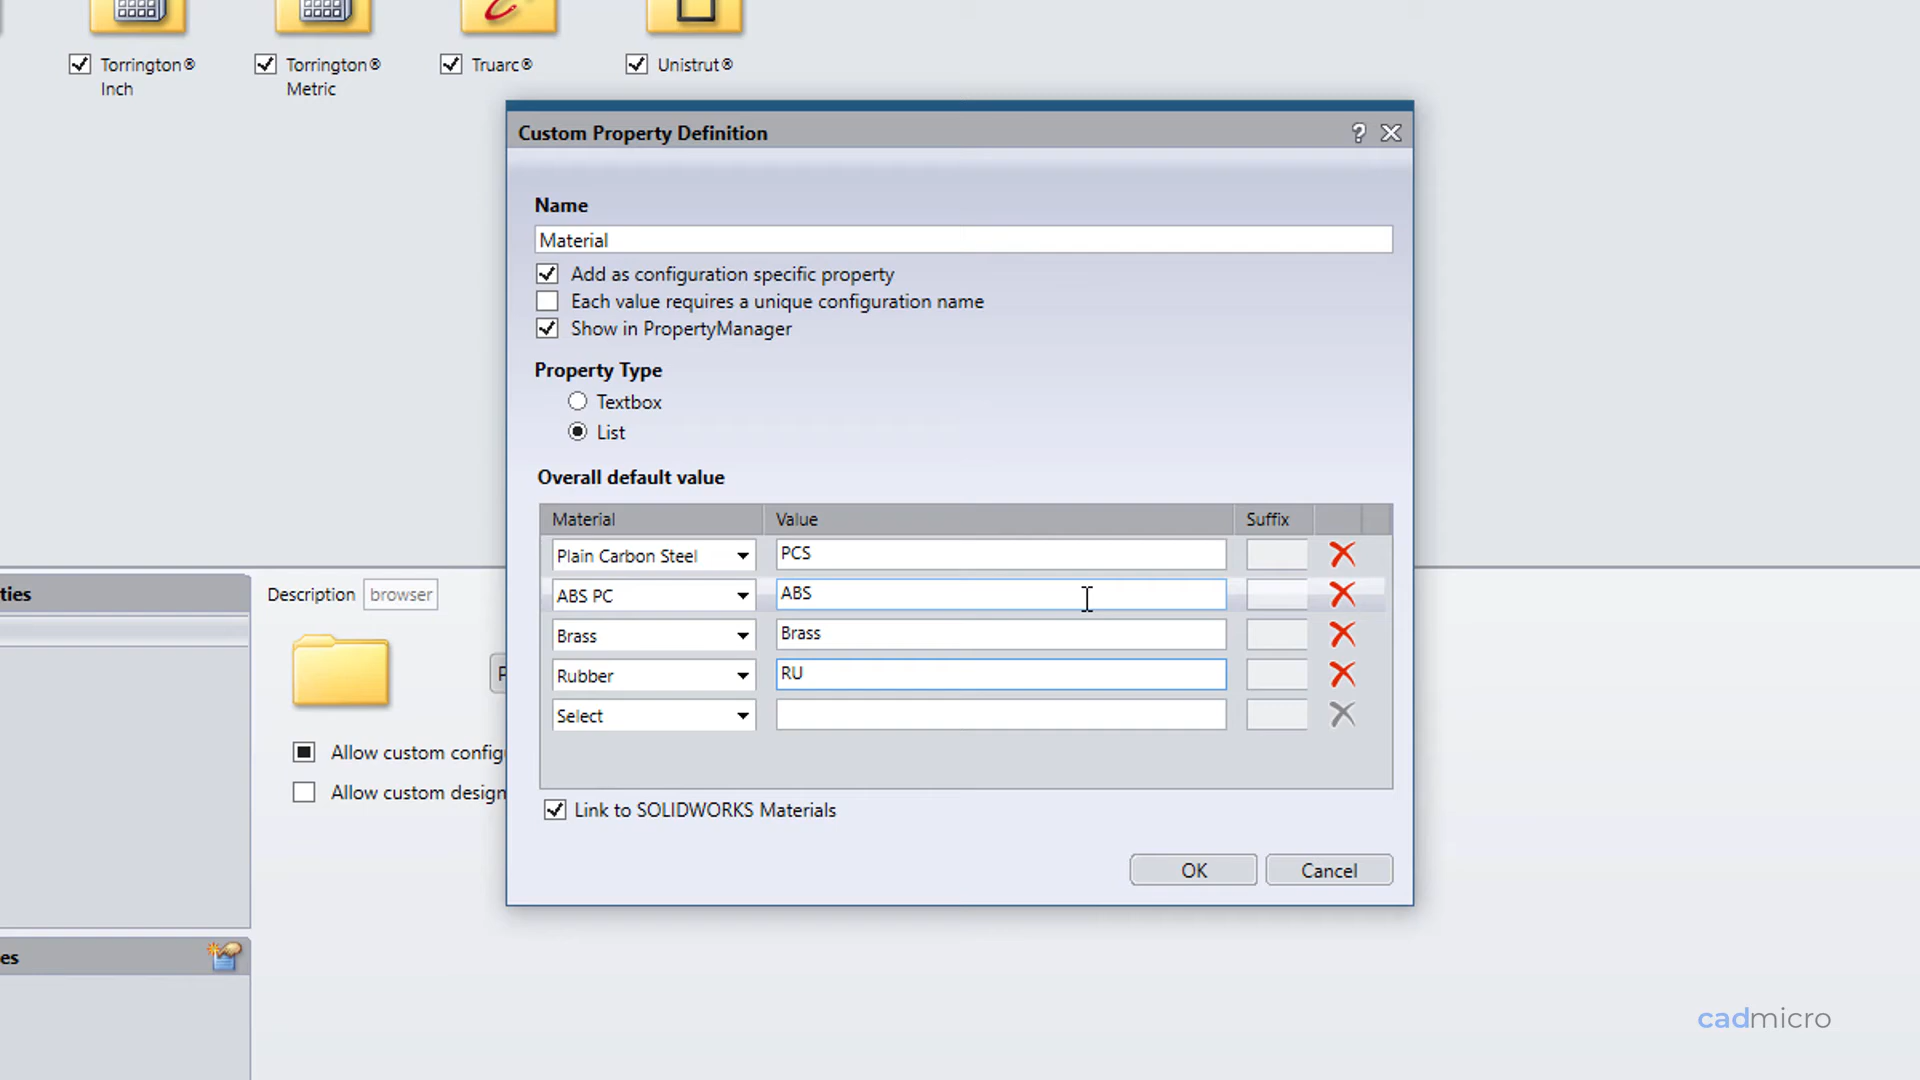 Torrington®
Inch
Torrington®
Metric
Truarc®
Unistrut®
Custom Property Definition
?
Name
Material
Add as configuration specific property
Each value requires a unique configuration name
Show in PropertyManager
Property Type
Textbox
List
Overall default value
Material Value Suffix
Plain Carbon Steel PCS
ABS PC ABS
Brass Brass
Rubber RU
Select
Link to SOLIDWORKS Materials
OK Cancel
ties
Description browser
Allow custom config
Allow custom design
es
cadmicro